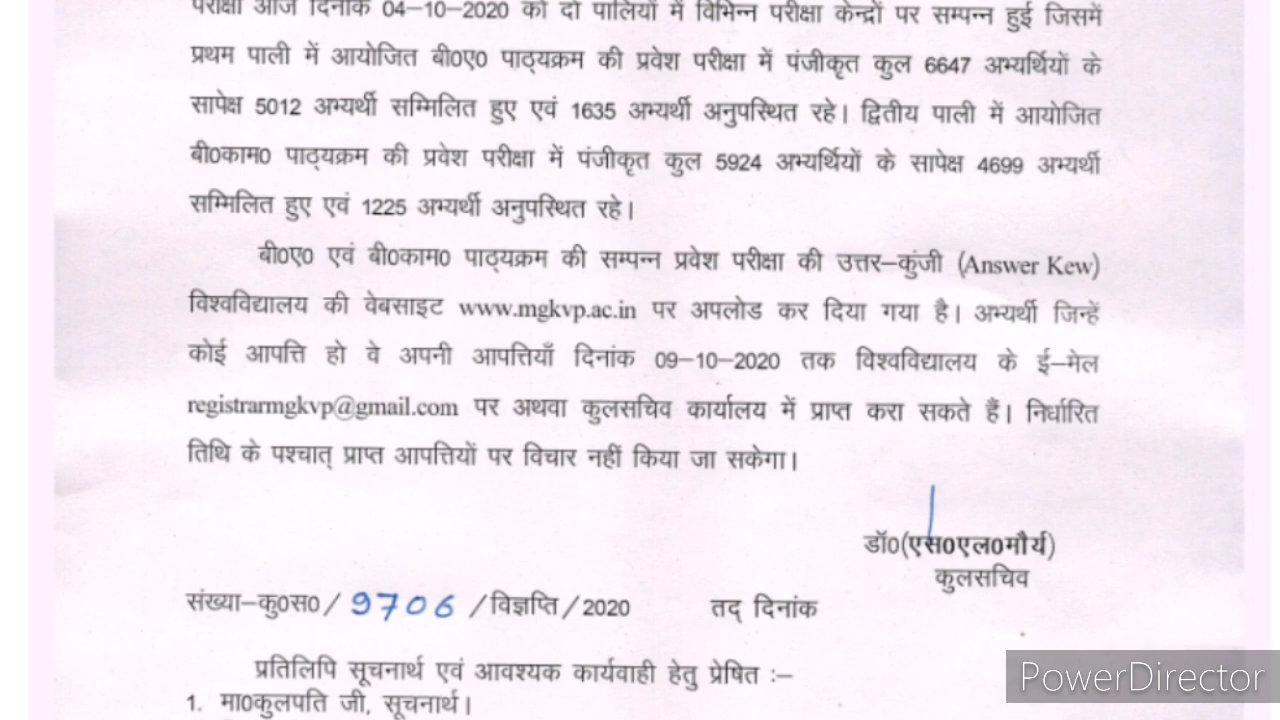 परीक्षा आज दिनांक 04–10–2020 को दो पालियों में विभिन्न परीक्षा केन्द्रों पर सम्पन्न हुई जिसमें
प्रथम पाली में आयोजित बी0ए0 पाठ्यक्रम की प्रवेश परीक्षा में पंजीकृत कुल 6647 अभ्यर्थियों के
सापेक्ष 5012 अभ्यर्थी सम्मिलित हुए एवं 1635 अभ्यर्थी अनुपस्थित रहे। द्वितीय पाली में आयोजित
बी0काम0 पाठ्यक्रम की प्रवेश परीक्षा में पंजीकृत कुल 5924 अभ्यर्थियों के सापेक्ष 4699 अभ्यर्थी
सम्मिलित हुए एवं 1225 अभ्यर्थी अनुपस्थित रहे।
बी0ए0 एवं बी0काम0 पाठ्यक्रम की सम्पन्न प्रवेश परीक्षा की उत्तर–कुंजी (Answer Kew)
विश्वविद्यालय की वेबसाइट www.mgkvp.ac.in पर अपलोड कर दिया गया है। अभ्यर्थी जिन्हें
कोई आपत्ति हो वे अपनी आपत्तियाँ दिनांक 09–10–2020 तक विश्वविद्यालय के ई–मेल
registrarmgkvp@gmail.com पर अथवा कुलसचिव कार्यालय में प्राप्त करा सकते हैं। निर्धारित
तिथि के पश्चात् प्राप्त आपत्तियों पर विचार नहीं किया जा सकेगा।
डॉ0(एस0एल0मौर्य)
कुलसचिव
संख्या–कु0स0/ 9706 /विज्ञप्ति/2020 तद् दिनांक
प्रतिलिपि सूचनार्थ एवं आवश्यक कार्यवाही हेतु प्रेषित :–
1. मा0कुलपति जी, सूचनार्थ।
PowerDirector